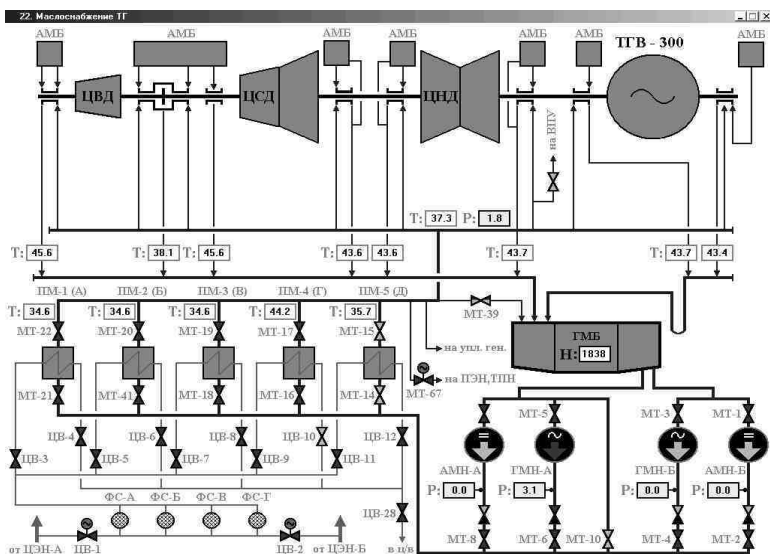 22. Маслоснабжение ТГ
АМБ АМБ АМБ АМБ АМБ АМБ АМБ
ТГВ - 300
ЦВД ЦСД ЦНД
на ВПУ
T: 37.3 P: 1.8
T: 45.6 T: 38.1 T: 45.6 T: 43.6 T: 43.6 T: 43.7 T: 43.7 T: 43.4
ПМ-1 (А) ПМ-2 (Б) ПМ-3 (В) ПМ-4 (Г) ПМ-5 (Д)
T: 34.6 T: 34.6 T: 34.6 T: 44.2 T: 35.7
МТ-39
МТ-22 МТ-20 МТ-19 МТ-17 МТ-15
ГМБ
H: 1838
на упл. ген.
на ПЭН,ТПН
МТ-67
МТ-21 МТ-41 МТ-18 МТ-16 МТ-14
МТ-5 МТ-3 МТ-1
ЦВ-4 ЦВ-6 ЦВ-8 ЦВ-10 ЦВ-12
ЦВ-3 ЦВ-5 ЦВ-7 ЦВ-9 ЦВ-11
АМН-А ГМН-А ГМН-Б АМН-Б
P: 0.0 P: 3.1 P: 0.0 P: 0.0
ФС-А ФС-Б ФС-В ФС-Г
ЦВ-28
МТ-8 МТ-6 МТ-10 МТ-4 МТ-2
от ЦЭН-А ЦВ-1 ЦВ-2 от ЦЭН-Б в ц/в